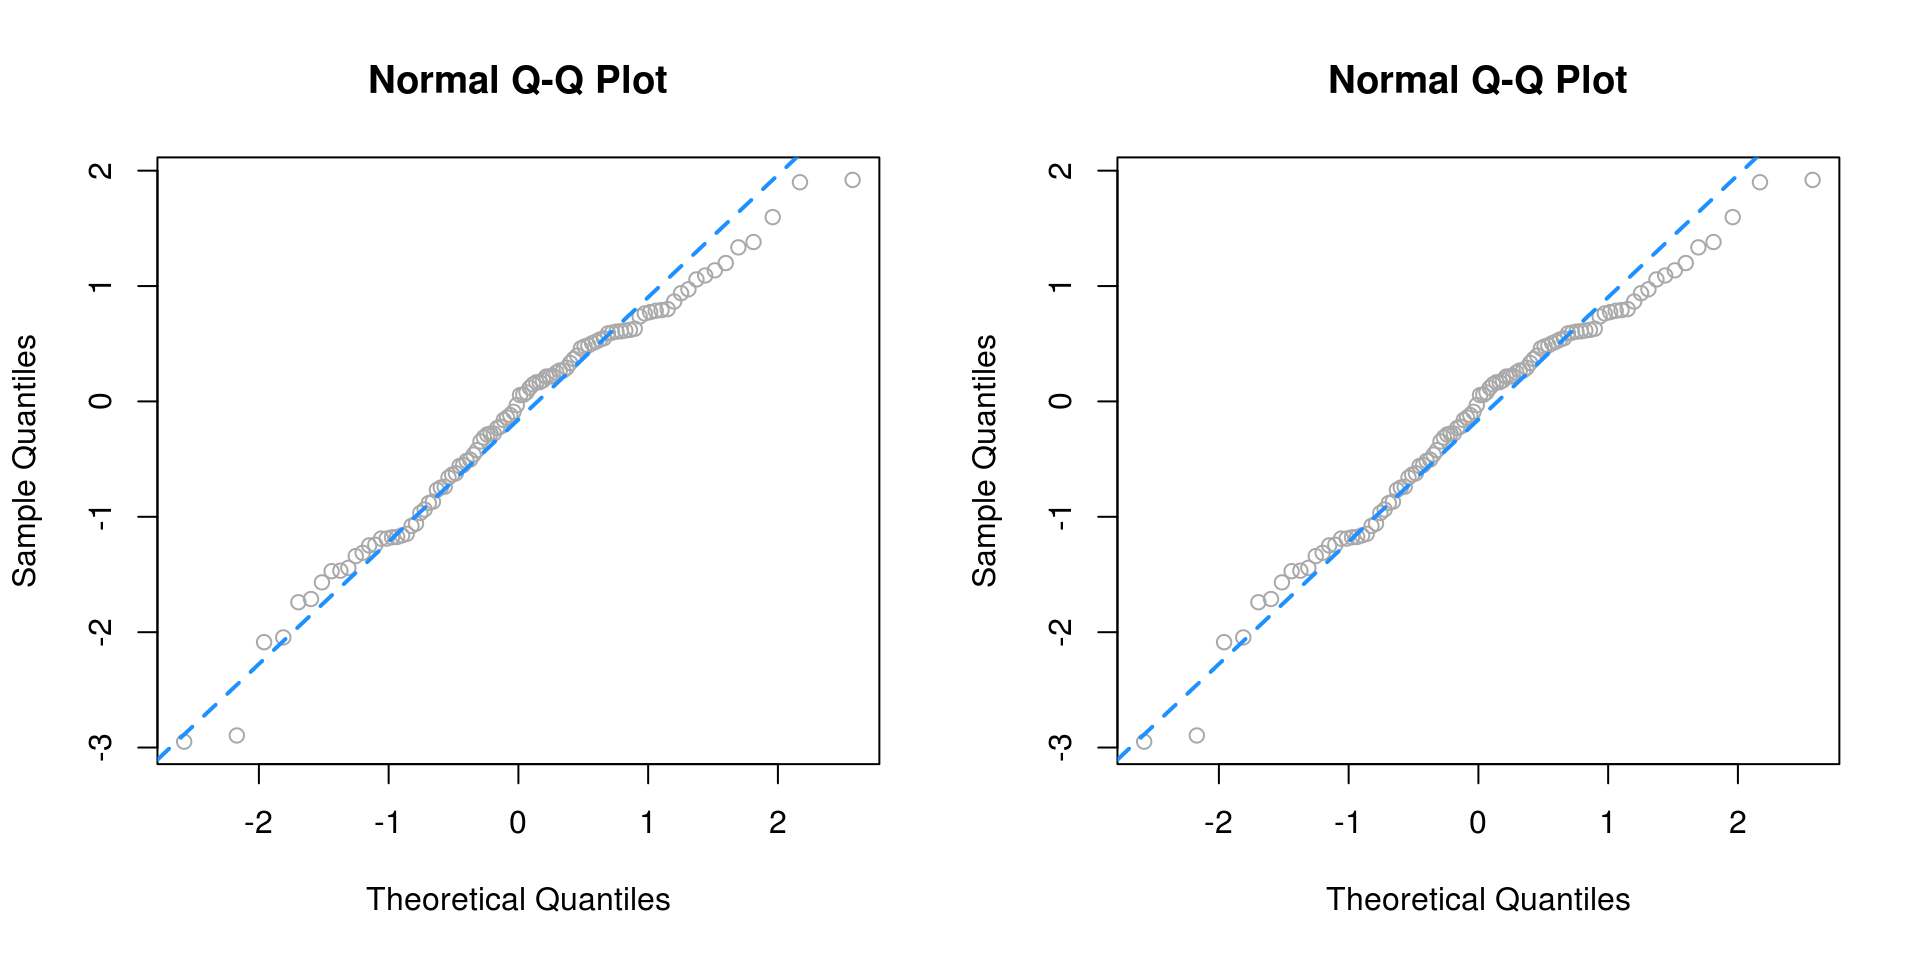 Normal Q-Q Plot
Sample Quantiles
2
1
0
-1
-2
-3
-2 -1 0 1 2
Theoretical Quantiles
Normal Q-Q Plot
Sample Quantiles
2
1
0
-1
-2
-3
-2 -1 0 1 2
Theoretical Quantiles